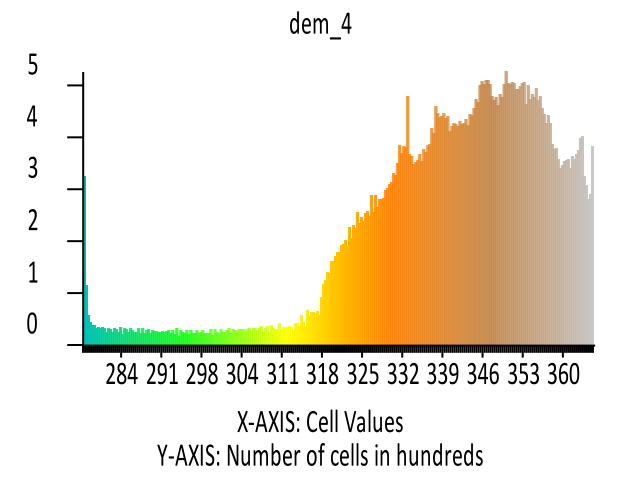 dem_4
5
4
3
2
1
0
284 291 298 304 311 318 325 332 339 346 353 360
X-AXIS: Cell Values
Y-AXIS: Number of cells in hundreds